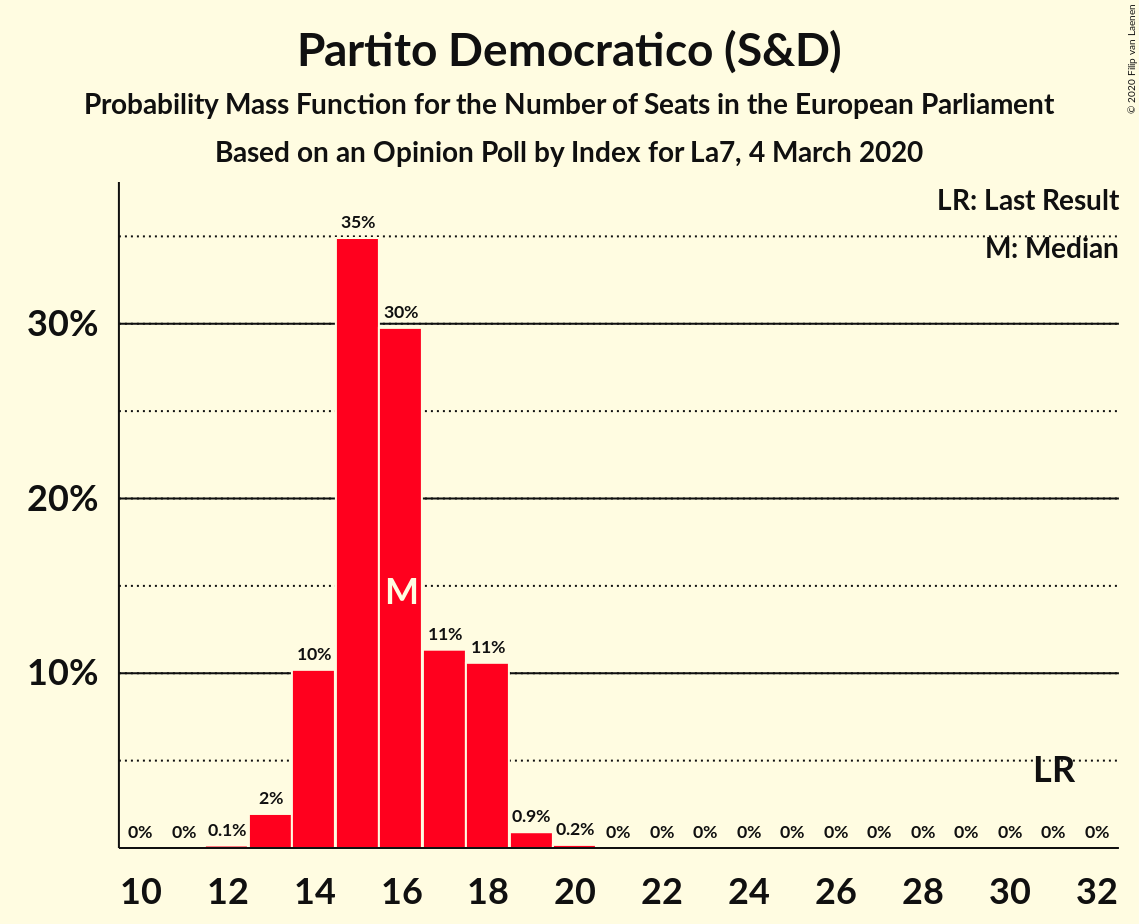 Partito Democratico (S&D)
Probability Mass Function for the Number of Seats in the European Parliament
Based on an Opinion Poll by Index for La7, 4 March 2020
© 2020 Filip van Laenen
LR: Last Result
M: Median
35%
30%
30%
20%
M
11%
11%
10%
10%
LR
2%
0% 0% 0.1% 0.9% 0.2% 0% 0% 0% 0% 0% 0% 0% 0% 0% 0% 0% 0%
10 12 14 16 18 20 22 24 26 28 30 32